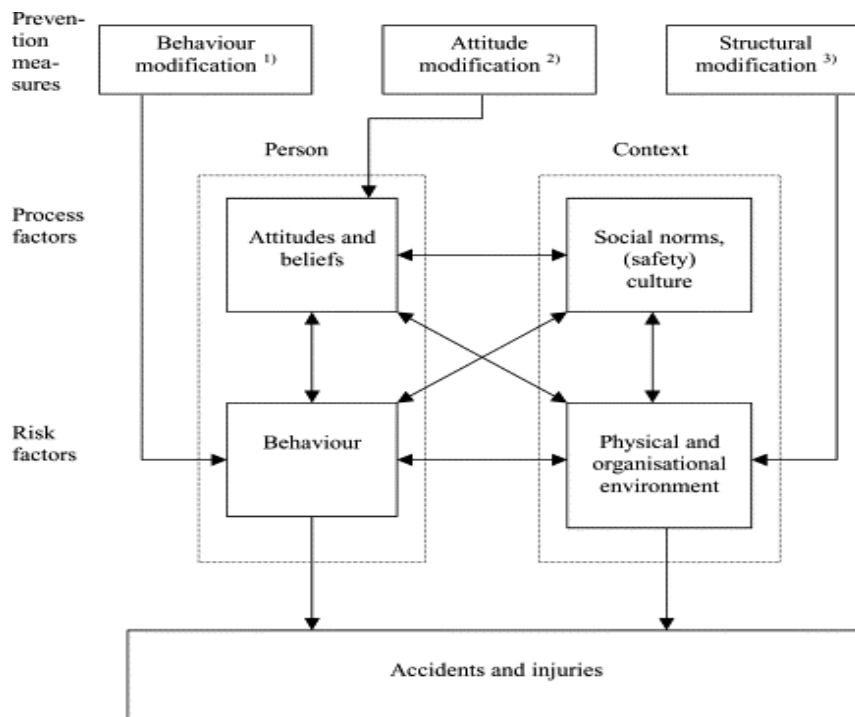 Preven-
tion
mea-
sures
Behaviour
modification 1)
Attitude
modification 2)
Structural
modification 3)
Person
Context
Process
factors
Attitudes and
beliefs
Social norms,
(safety)
culture
Risk
factors
Behaviour
Physical and
organisational
environment
Accidents and injuries